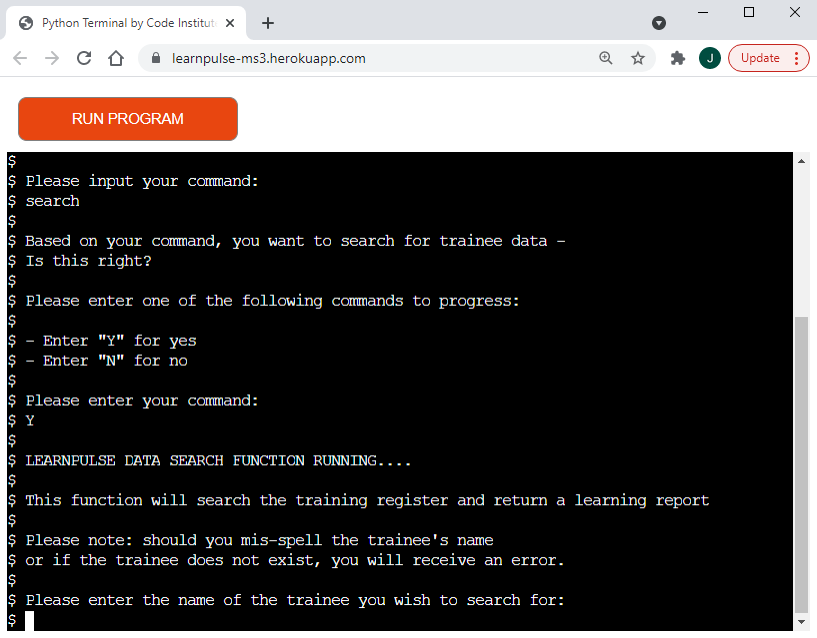 Python Terminal by Code Institut
learnpulse-ms3.herokuapp.com
J
Update
RUN PROGRAM
$
$ Please input your command:
$ search
$
$ Based on your command, you want to search for trainee data -
$ Is this right?
$
$ Please enter one of the following commands to progress:
$
$ - Enter "Y" for yes
$ - Enter "N" for no
$
$ Please enter your command:
$ Y
$
$ LEARNPULSE DATA SEARCH FUNCTION RUNNING....
$
$ This function will search the training register and return a learning report
$
$ Please note: should you mis-spell the trainee's name
$ or if the trainee does not exist, you will receive an error.
$
$ Please enter the name of the trainee you wish to search for:
$